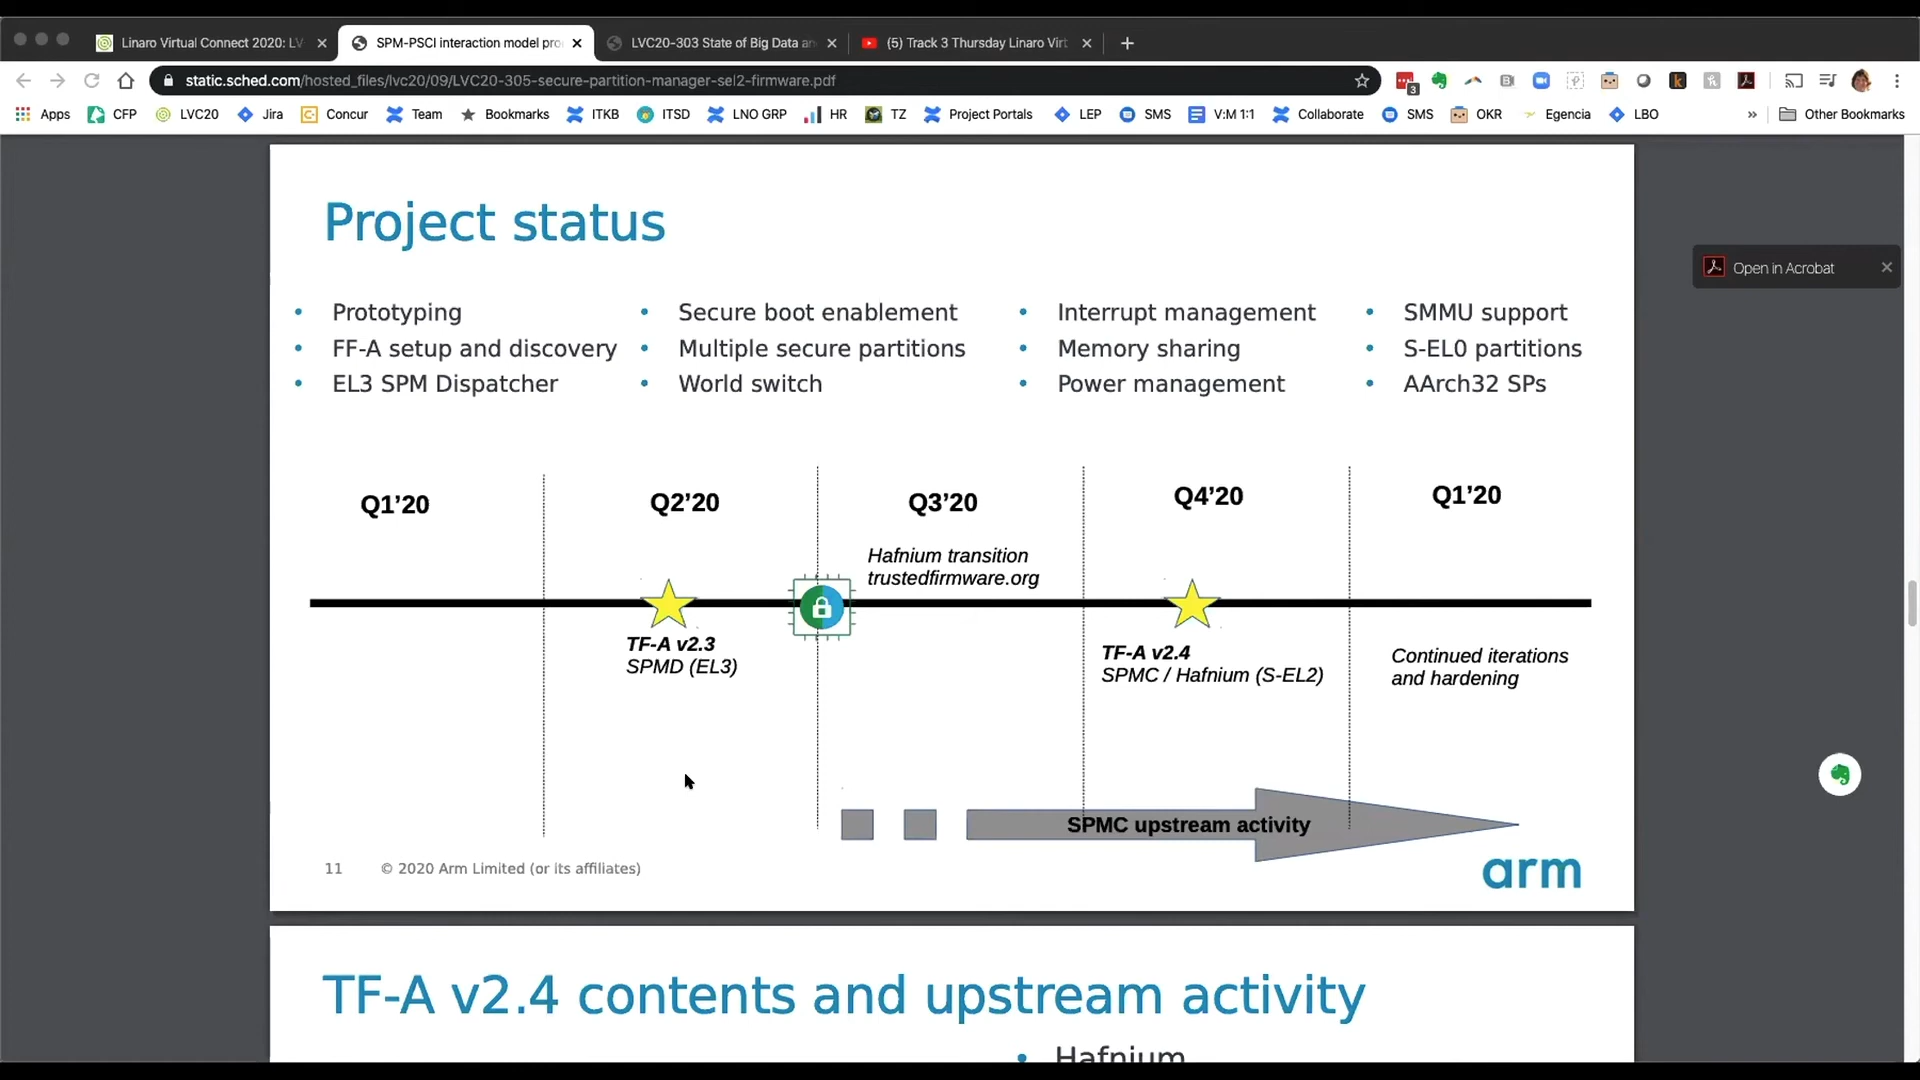 Linaro Virtual Connect 2020: LV
SPM-PSCI interaction model pro
LVC20-303 State of Big Data an
(5) Track 3 Thursday Linaro Virt
static.sched.com/hosted_files/lvc20/09/LVC20-305-secure-partition-manager-sel2-firmware.pdf
3
Apps
CFP
LVC20
Jira
Concur
Team
Bookmarks
ITKB
ITSD
LNO GRP
HR
TZ
Project Portals
LEP
SMS
V:M 1:1
Collaborate
SMS
OKR
Egencia
LBO
»
Other Bookmarks
Open in Acrobat
Project status
• Prototyping
• FF-A setup and discovery
• EL3 SPM Dispatcher
• Secure boot enablement
• Multiple secure partitions
• World switch
• Interrupt management
• Memory sharing
• Power management
• SMMU support
• S-EL0 partitions
• AArch32 SPs
Q1’20
Q2’20
Q3’20
Q4’20
Q1’20
Hafnium transition
trustedfirmware.org
TF-A v2.3
SPMD (EL3)
TF-A v2.4
SPMC / Hafnium (S-EL2)
Continued iterations
and hardening
SPMC upstream activity
11
© 2020 Arm Limited (or its affiliates)
arm
TF-A v2.4 contents and upstream activity
• Hafnium